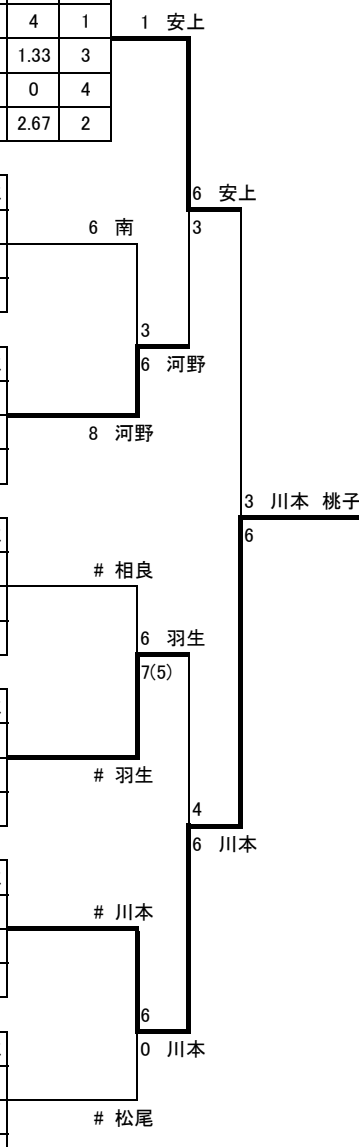 4 1 1 安上
1.33 3
0 4
2.67 2
6 安上
3
6 南
3
6 河野
8 河野
3 川本 桃子
6
# 相良
6 羽生
7(5)
# 羽生
4
6 川本
# 川本
6
0 川本
# 松尾